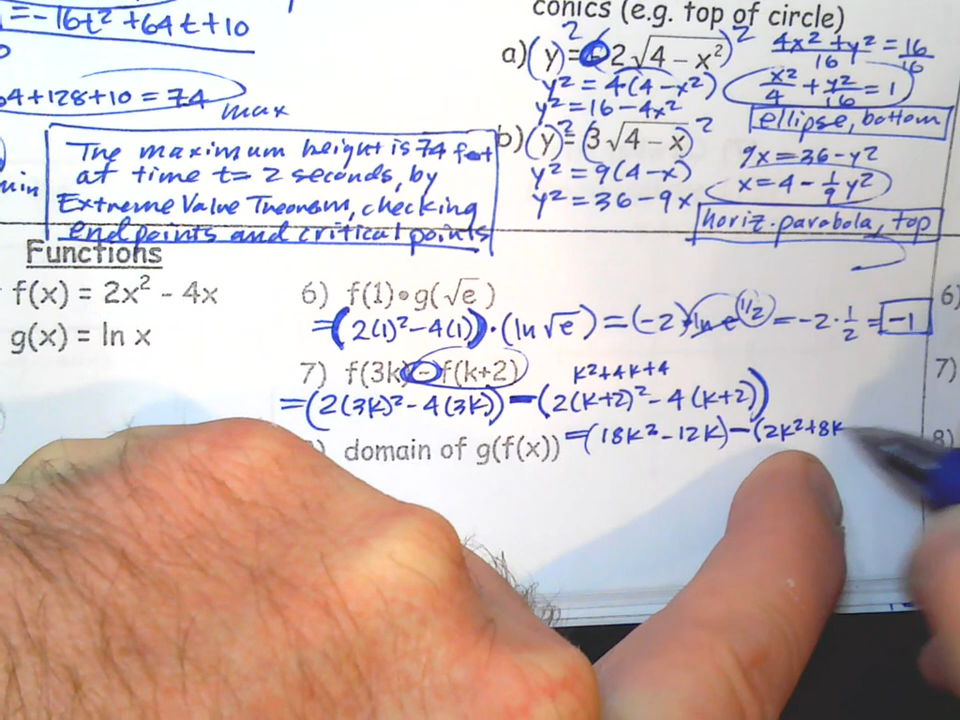 = -16t² + 64t + 10
4 + 128 + 10 = 74 max
min
The maximum height is 74 feet
at time t = 2 seconds, by
Extreme Value Theorem, checking
endpoints and critical points
conics (e.g. top of circle)
a) (y)² = (-2√4 - x²)²
y² = 4(4 - x²)
y² = 16 - 4x²
4x² + y² = 16
16 16
x²/4 + y²/16 = 1
ellipse, bottom
b) (y)² = (3√4 - x)²
y² = 9(4 - x)
y² = 36 - 9x
9x = 36 - y²
x = 4 - 1/9 y²
horiz. parabola, top
Functions
f(x) = 2x² - 4x
g(x) = ln x
6) f(1)•g(√e)
= (2(1)² - 4(1)) • (ln √e) = (-2) • ln e^(1/2) = -2 • 1/2 = -1
7) f(3k) - f(k+2)
k² + 4k + 4
= (2(3k)² - 4(3k)) - (2(k+2)² - 4(k+2))
= (18k² - 12k) - (2k² + 8k
) domain of g(f(x))
6)
7)
8)